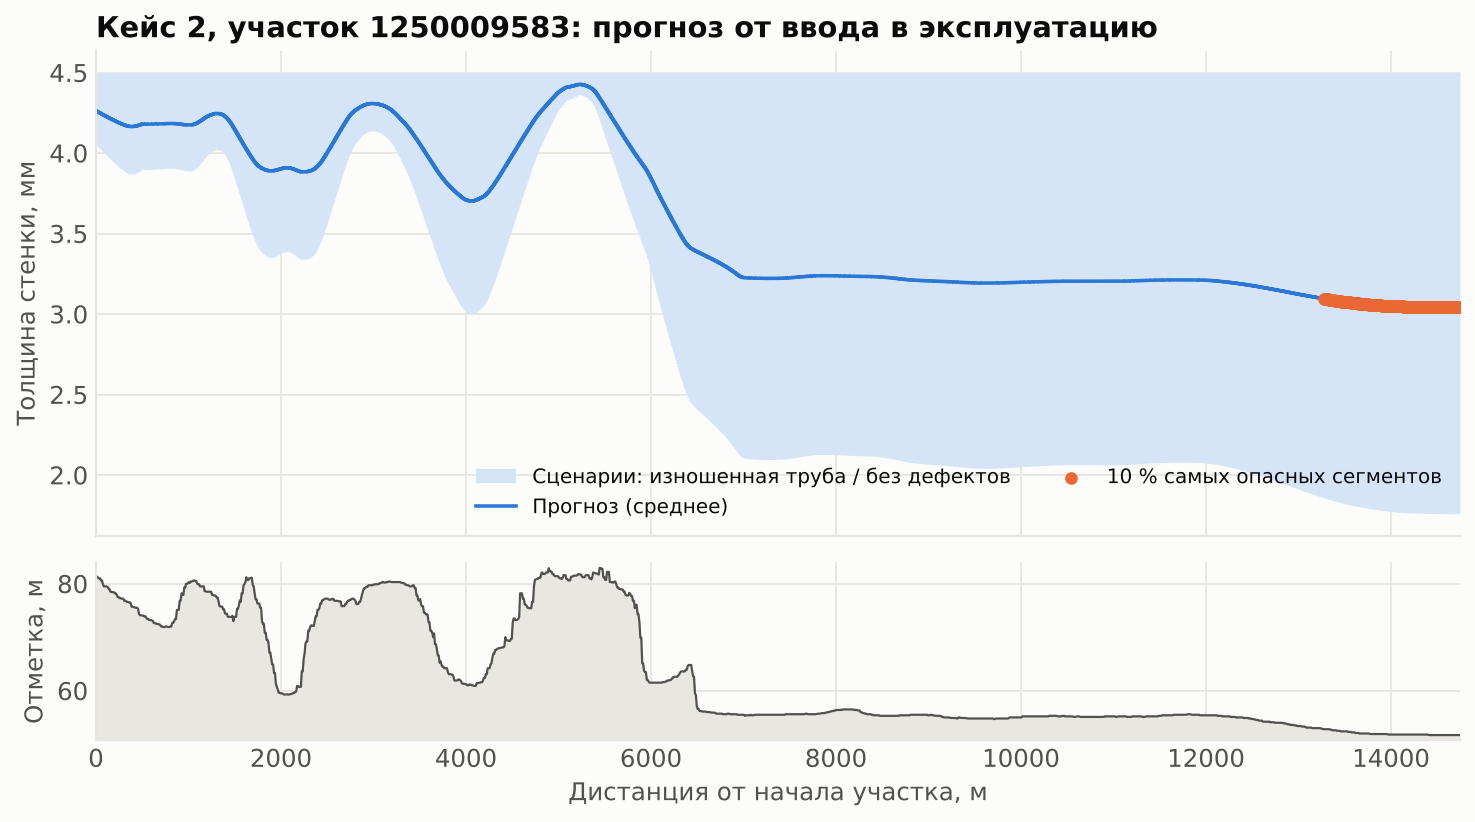 Кейс 2, участок 1250009583: прогноз от ввода в эксплуатацию
Толщина стенки, мм
4.5
4.0
3.5
3.0
2.5
2.0
Сценарии: изношенная труба / без дефектов
10 % самых опасных сегментов
Прогноз (среднее)
Отметка, м
80
60
0
2000
4000
6000
8000
10000
12000
14000
Дистанция от начала участка, м